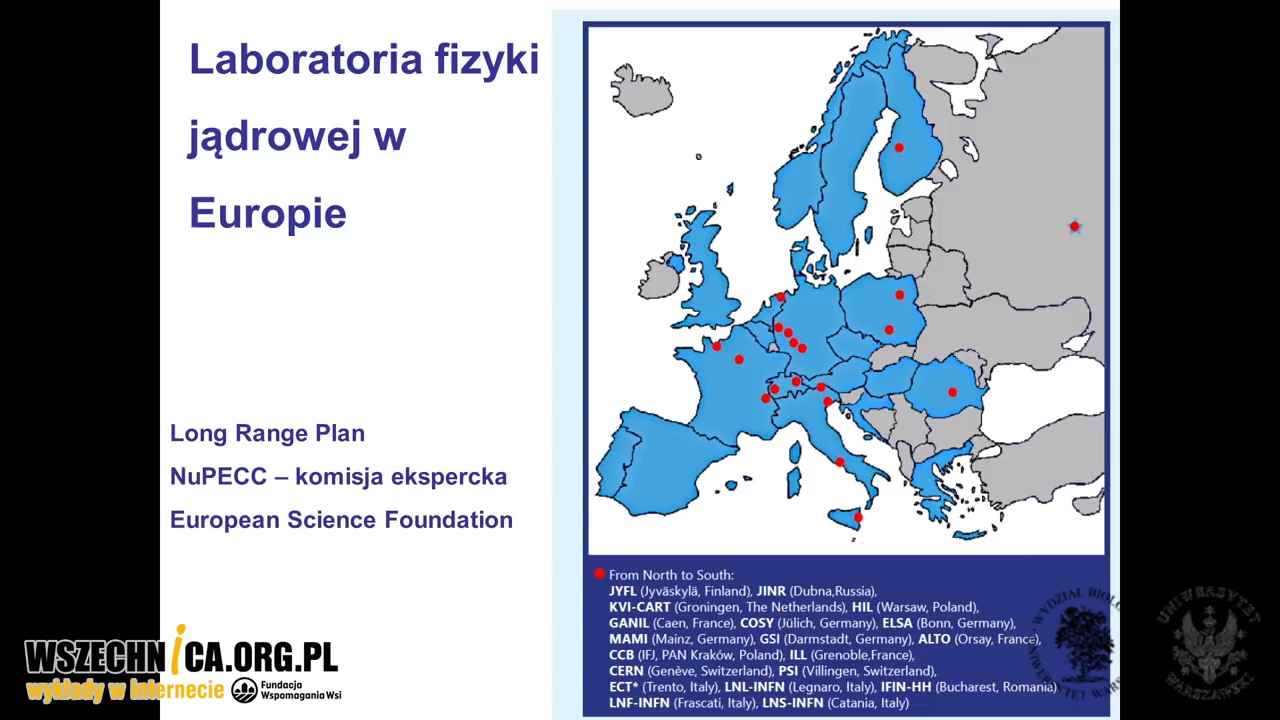 Laboratoria fizyki
jądrowej w
Europie
Long Range Plan
NuPECC – komisja ekspercka
European Science Foundation
From North to South:
JYFL (Jyväskylä, Finland), JINR (Dubna,Russia),
KVI-CART (Groningen, The Netherlands), HIL (Warsaw, Poland),
GANIL (Caen, France), COSY (Jülich, Germany), ELSA (Bonn, Germany),
MAMI (Mainz, Germany), GSI (Darmstadt, Germany), ALTO (Orsay, France),
CCB (IFJ, PAN Kraków, Poland), ILL (Grenoble,France),
CERN (Genève, Switzerland), PSI (Villingen, Switzerland),
ECT* (Trento, Italy), LNL-INFN (Legnaro, Italy), IFIN-HH (Bucharest, Romania)
LNF-INFN (Frascati, Italy), LNS-INFN (Catania, Italy)
WSZECHNiCA.ORG.PL
wykłady w Internecie
Fundacja
Wspomagania Wsi
UNIWERSYTET
WARSZAWSKI